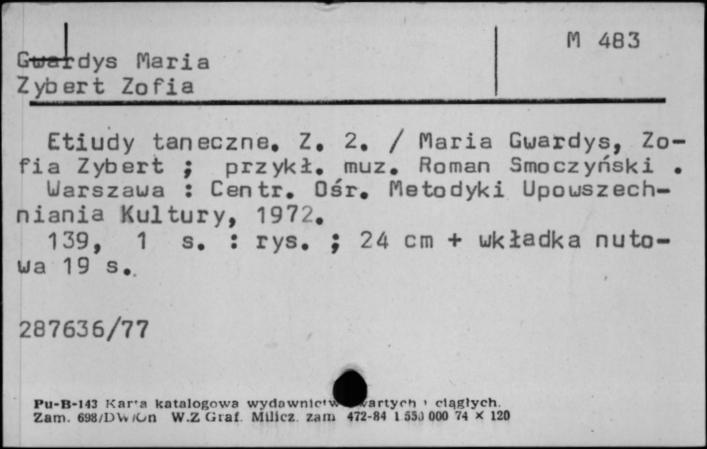 M 483
Gwardys Maria
Zybert Zofia
Etiudy taneczne. Z. 2. / Maria Gwardys, Zo-
fia Zybert ; przykł. muz. Roman Smoczyński .
Warszawa : Centr. Ośr. Metodyki Upowszech-
niania Kultury, 1972.
139, 1 s. : rys. ; 24 cm + wkładka nuto-
wa 19 s.
287636/77
Pu-B-143 Karta katalogowa wydawnictw ciągłych.
Zam. 698/DW/On W.Z Graf. Milicz. zam 472-84 1 550 000 74 × 120